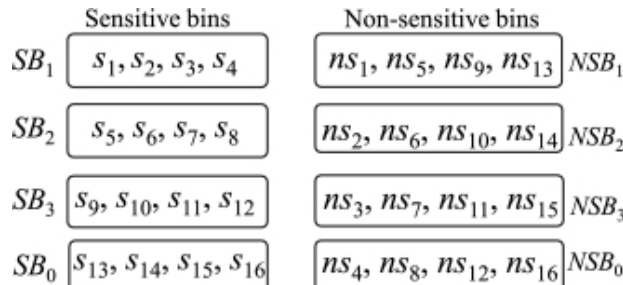 Sensitive bins Non-sensitive bins
SB₁ s₁, s₂, s₃, s₄ ns₁, ns₅, ns₉, ns₁₃ NSB₁
SB₂ s₅, s₆, s₇, s₈ ns₂, ns₆, ns₁₀, ns₁₄ NSB₂
SB₃ s₉, s₁₀, s₁₁, s₁₂ ns₃, ns₇, ns₁₁, ns₁₅ NSB₃
SB₀ s₁₃, s₁₄, s₁₅, s₁₆ ns₄, ns₈, ns₁₂, ns₁₆ NSB₀